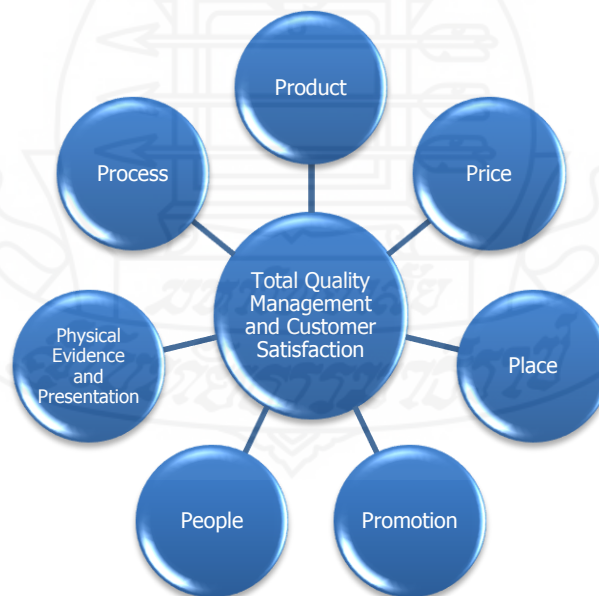 Product
Process
Price
Total Quality
Management
and Customer
Satisfaction
Physical
Evidence
and
Presentation
Place
People
Promotion